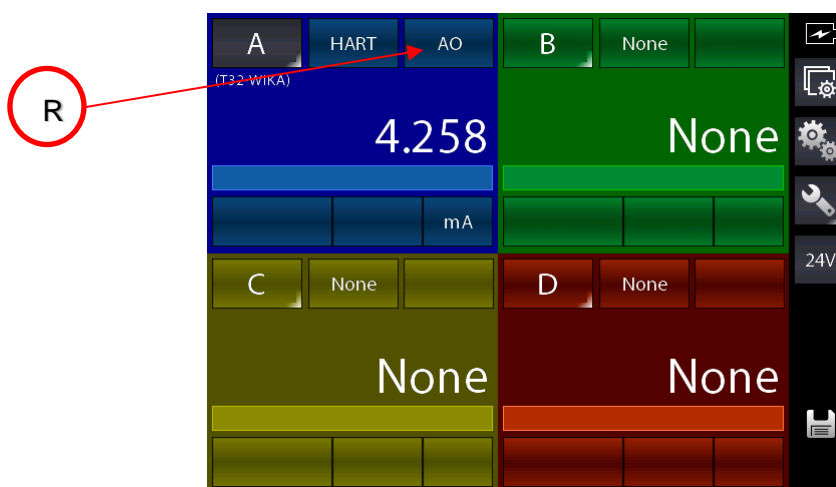 A HART AO B None
(T32-WIKA)
R
4.258 None
mA
24V
C None D None
None None